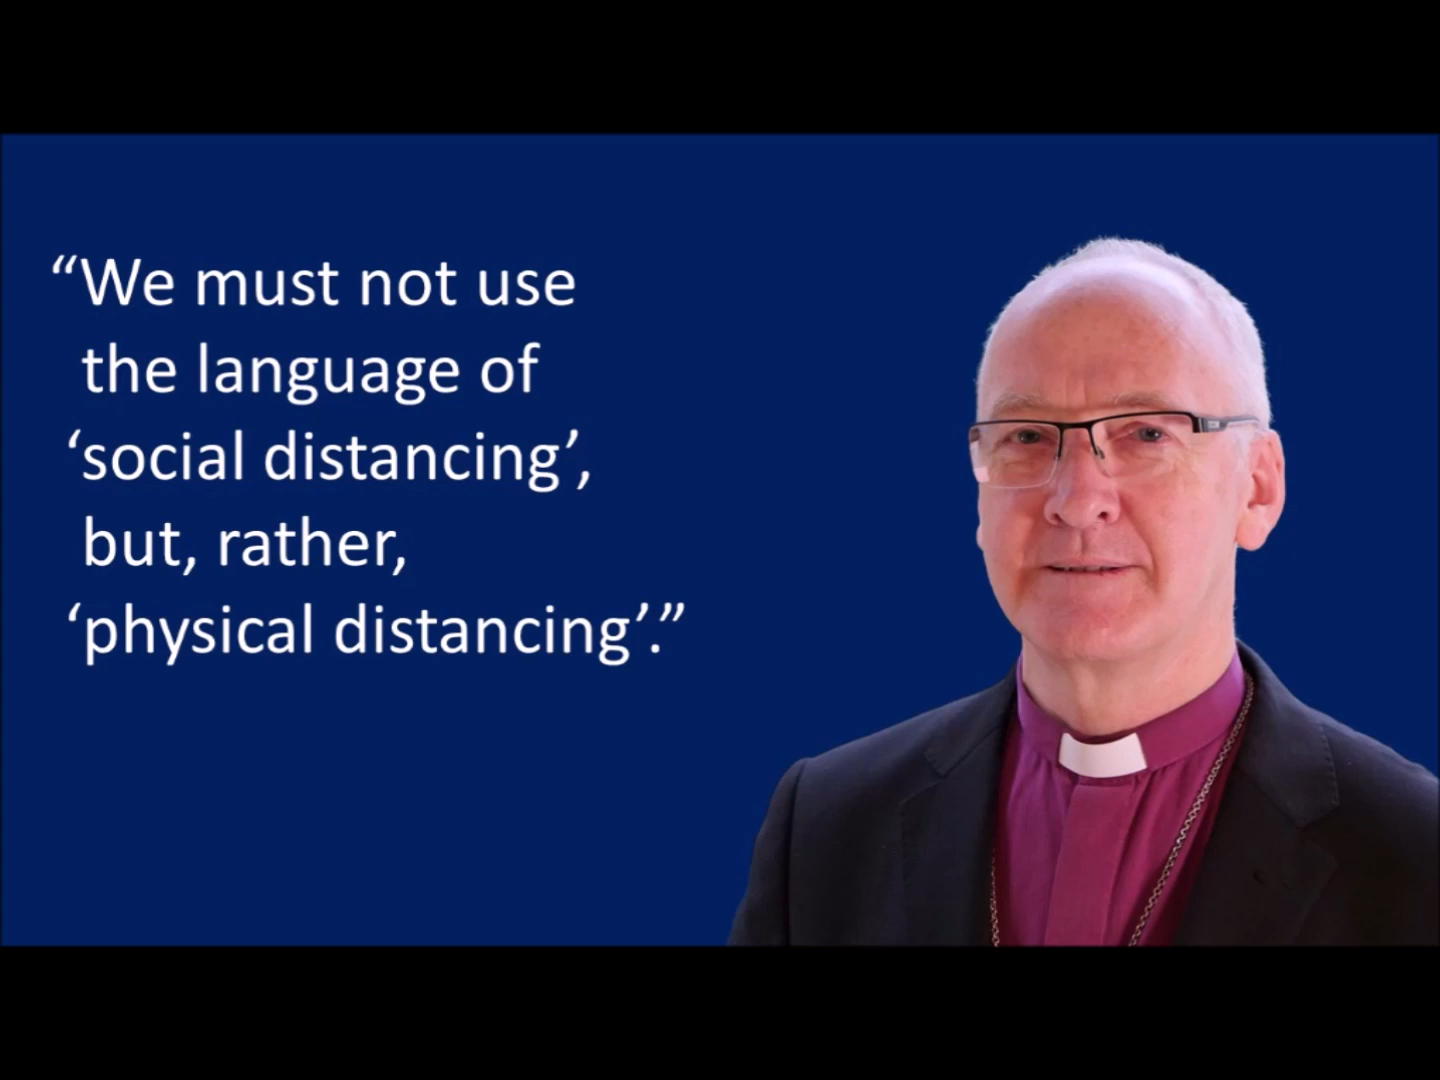 “We must not use
the language of
‘social distancing’,
but, rather,
‘physical distancing’.”